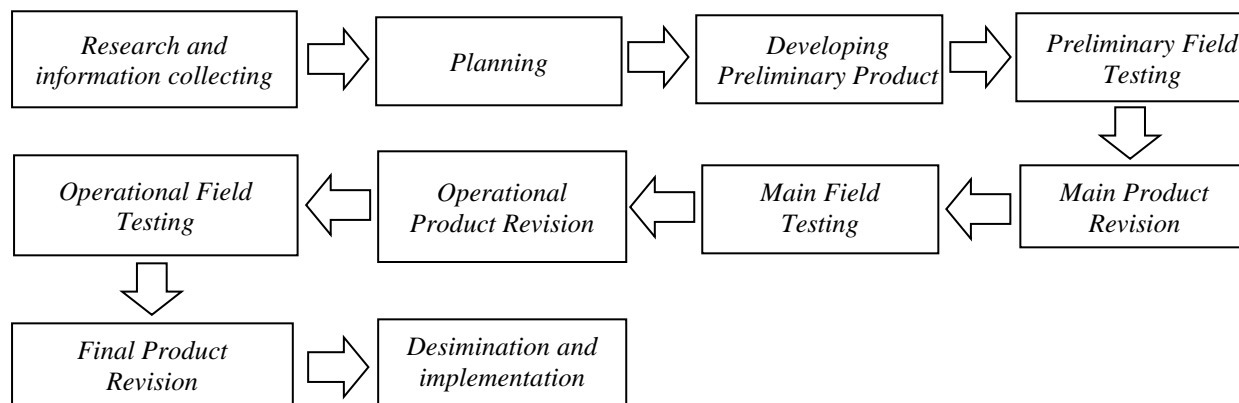 Research and
information collecting
Planning
Developing
Preliminary Product
Preliminary Field
Testing
Main Product
Revision
Main Field
Testing
Operational
Product Revision
Operational Field
Testing
Final Product
Revision
Desimination and
implementation